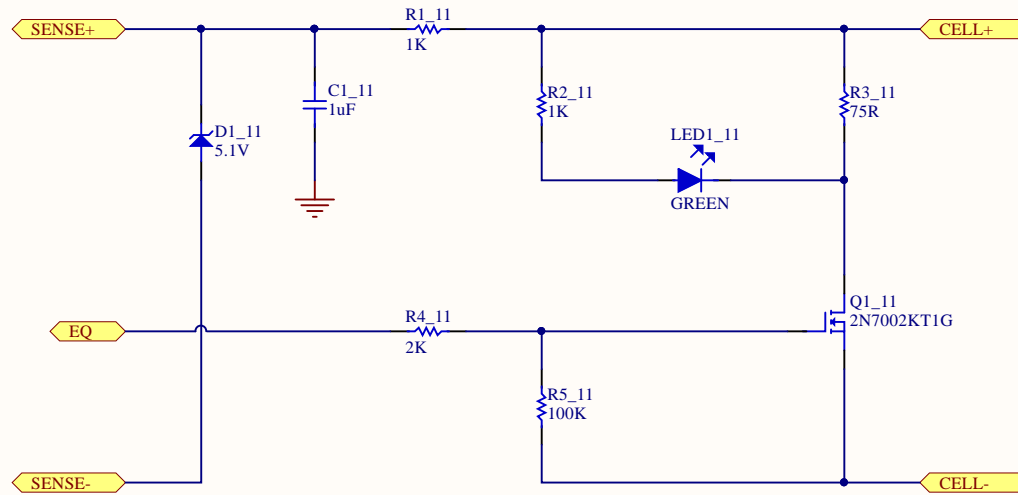 SENSE+
R1_11
1K
CELL+
C1_11
1uF
R2_11
1K
R3_11
75R
D1_11
5.1V
LED1_11
GREEN
EQ
R4_11
2K
Q1_11
2N7002KT1G
R5_11
100K
SENSE-
CELL-